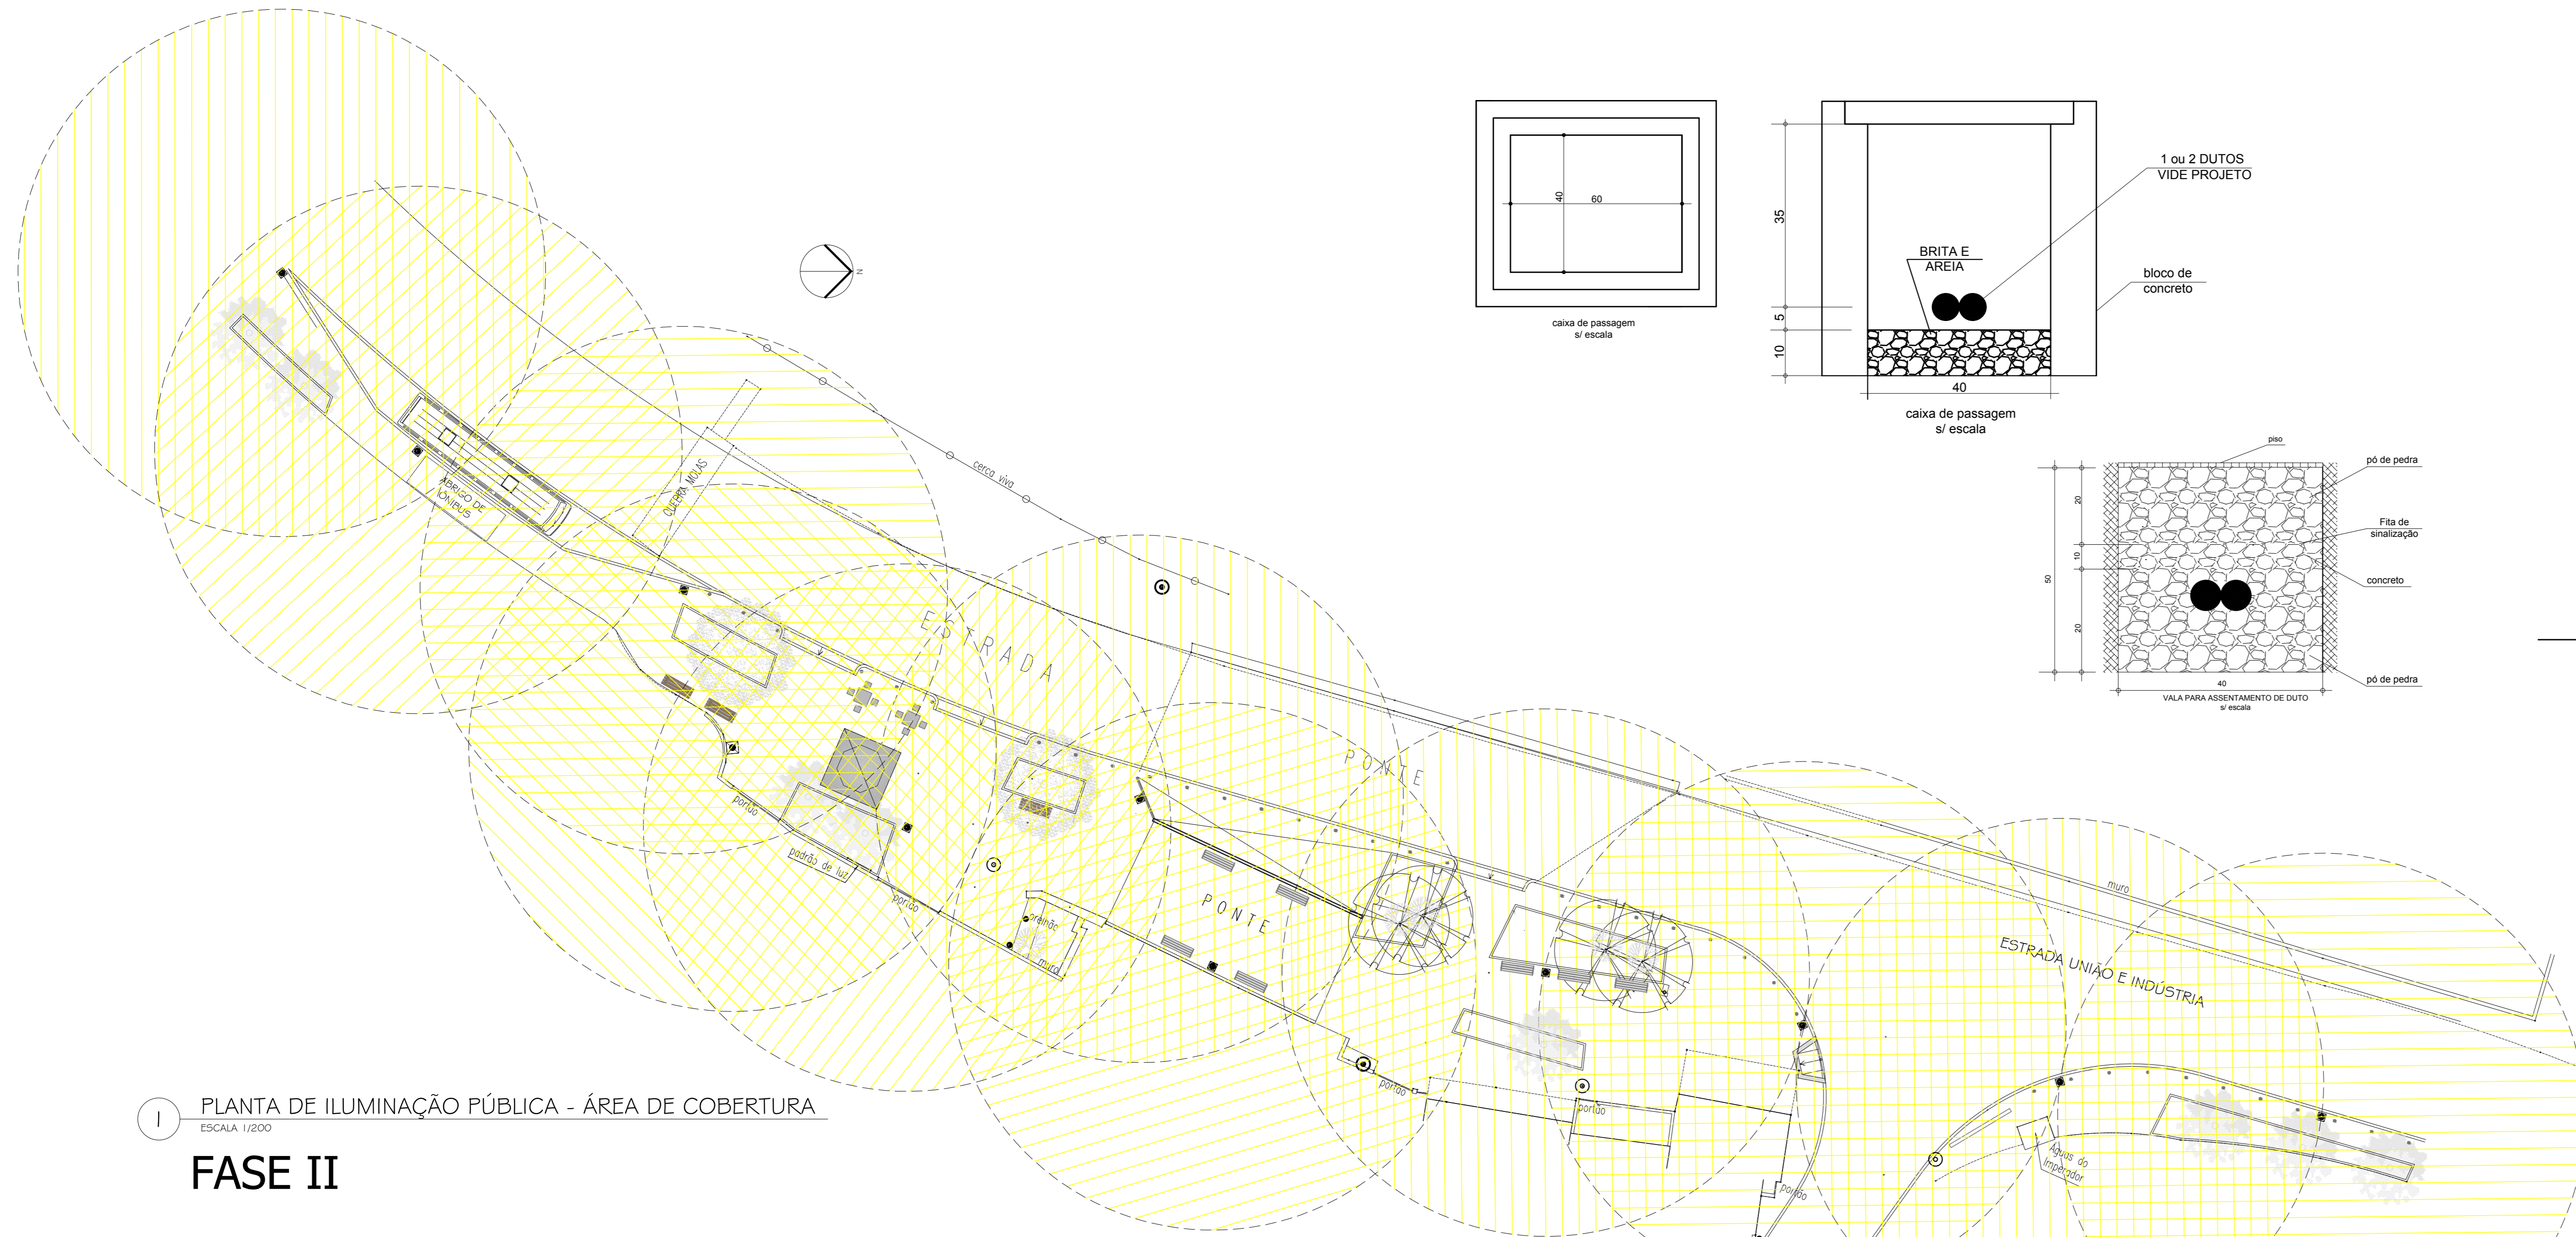 40
60
caixa de passagem
s/ escala
35
5
10
BRITA E
AREIA
1 ou 2 DUTOS
VIDE PROJETO
bloco de
concreto
40
caixa de passagem
s/ escala
piso
pó de pedra
20
10
20
50
Fita de
sinalização
concreto
pó de pedra
40
VALA PARA ASSENTAMENTO DE DUTO
s/ escala
N
cerca viva
QUEBRA MOLAS
ABRIGO DE
ÔNIBUS
ESTRADA
PONTE
PONTE
portão
padrão de luz
portão
orelhão
muro
portão
portão
portão
muro
ESTRADA UNIÃO E INDÚSTRIA
Águas do
Imperador
1
PLANTA DE ILUMINAÇÃO PÚBLICA - ÁREA DE COBERTURA
ESCALA 1/200
FASE II